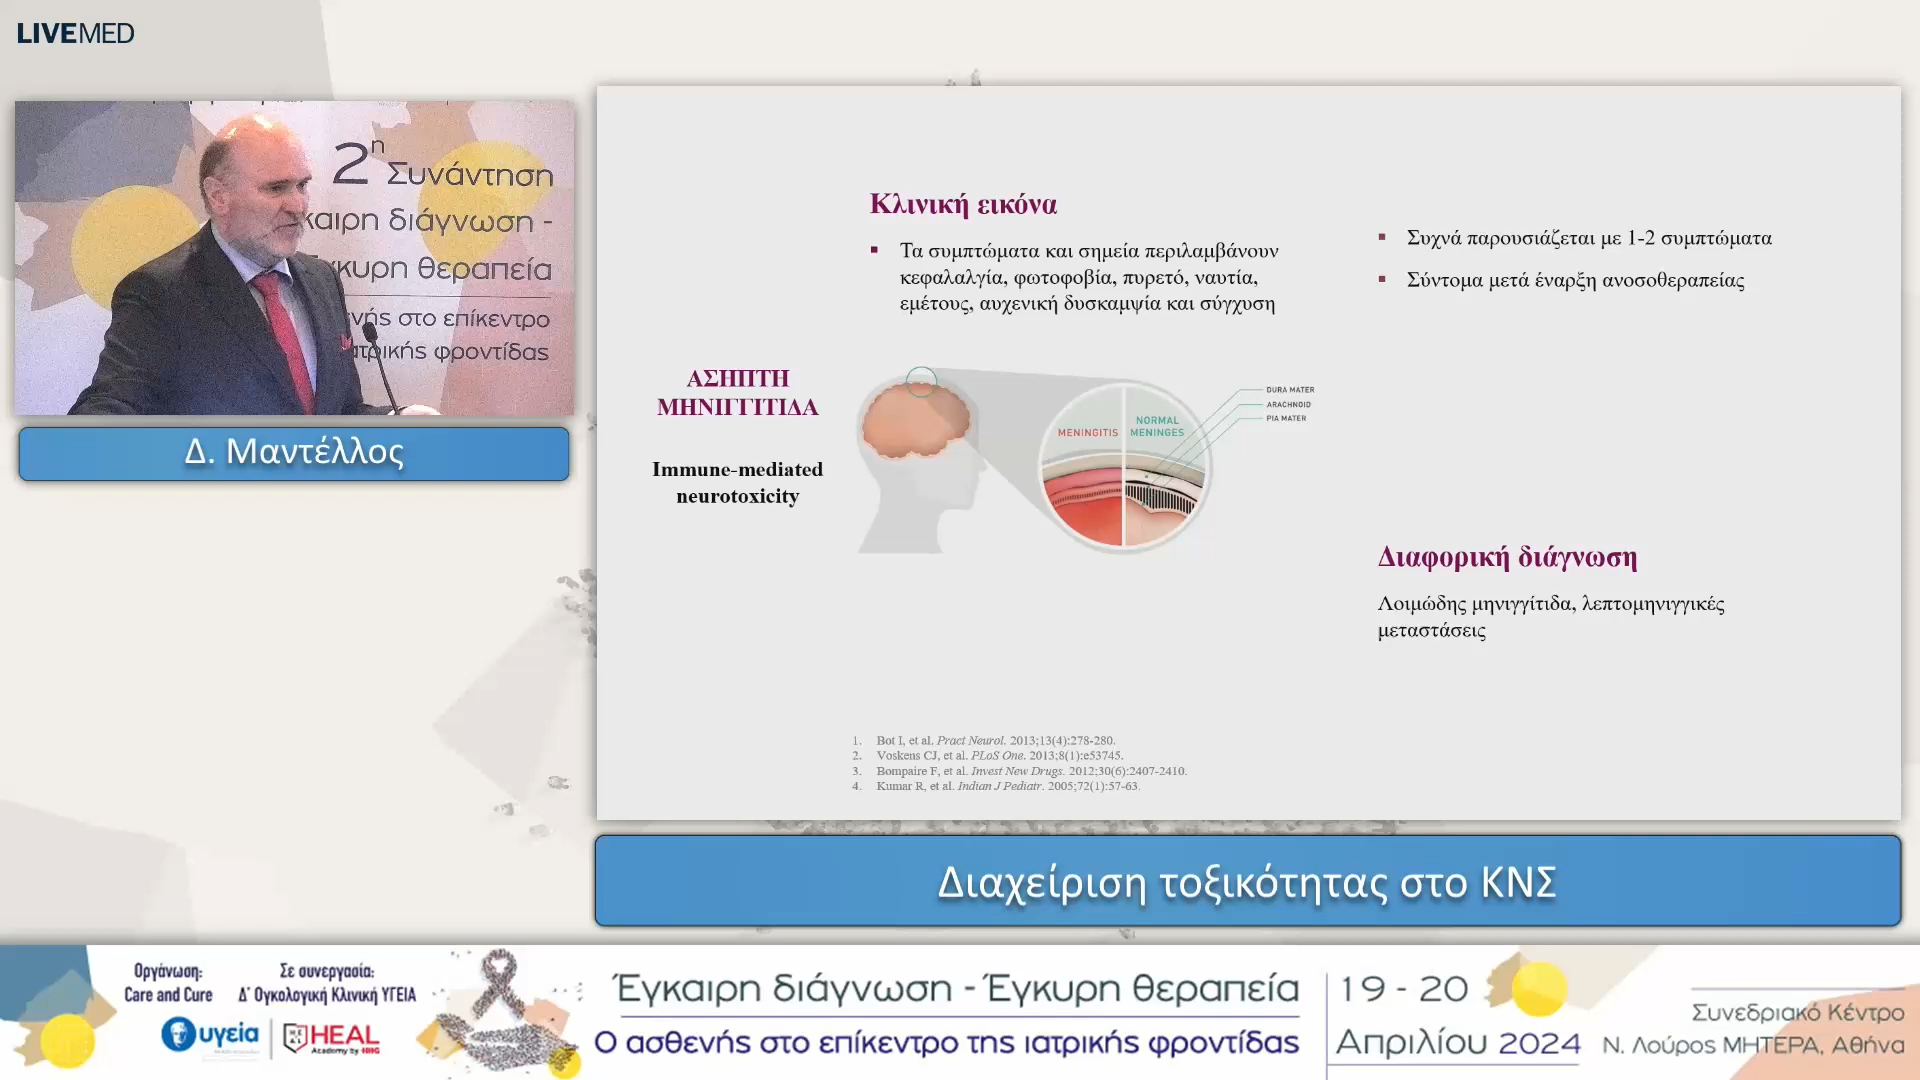 LIVEMED
2η
Συνάντηση
καιρη διάγνωση -
γκυρη θεραπεία
νής στο επίκεντρο
ατρικής φροντίδας
Δ. Μαντέλλος
Κλινική εικόνα
▪ Τα συμπτώματα και σημεία περιλαμβάνουν
κεφαλαλγία, φωτοφοβία, πυρετό, ναυτία,
εμέτους, αυχενική δυσκαμψία και σύγχυση
▪ Συχνά παρουσιάζεται με 1-2 συμπτώματα
▪ Σύντομα μετά έναρξη ανοσοθεραπείας
ΑΣΗΠΤΗ
ΜΗΝΙΓΓΙΤΙΔΑ
Immune-mediated
neurotoxicity
MENINGITIS
NORMAL
MENINGES
DURA MATER
ARACHNOID
PIA MATER
Διαφορική διάγνωση
Λοιμώδης μηνιγγίτιδα, λεπτομηνιγγικές
μεταστάσεις
1. Bot I, et al. Pract Neurol. 2013;13(4):278-280.
2. Voskens CJ, et al. PLoS One. 2013;8(1):e53745.
3. Bompaire F, et al. Invest New Drugs. 2012;30(6):2407-2410.
4. Kumar R, et al. Indian J Pediatr. 2005;72(1):57-63.
Διαχείριση τοξικότητας στο ΚΝΣ
Οργάνωση:
Care and Cure
Σε συνεργασία:
Δ' Ογκολογική Κλινική ΥΓΕΙΑ
υγεία
HEAL
Academy by HHG
Έγκαιρη διάγνωση - Έγκυρη θεραπεία
Ο ασθενής στο επίκεντρο της ιατρικής φροντίδας
19 - 20
Απριλίου 2024
Συνεδριακό Κέντρο
Ν. Λούρος ΜΗΤΕΡΑ, Αθήνα